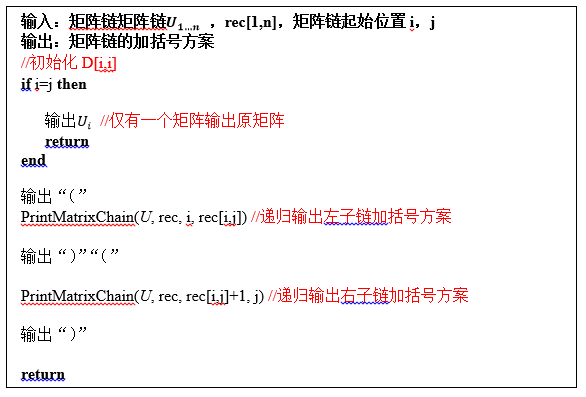 输入：矩阵链矩阵链U1…n ，rec[1,n]，矩阵链起始位置 i，j
输出：矩阵链的加括号方案
//初始化 D[i,i]
if i=j then
输出Ui //仅有一个矩阵输出原矩阵
return
end
输出“（”
PrintMatrixChain(U, rec, i, rec[i,j]) //递归输出左子链加括号方案
输出“）”“（”
PrintMatrixChain(U, rec, rec[i,j]+1, j) //递归输出右子链加括号方案
输出“）”
return